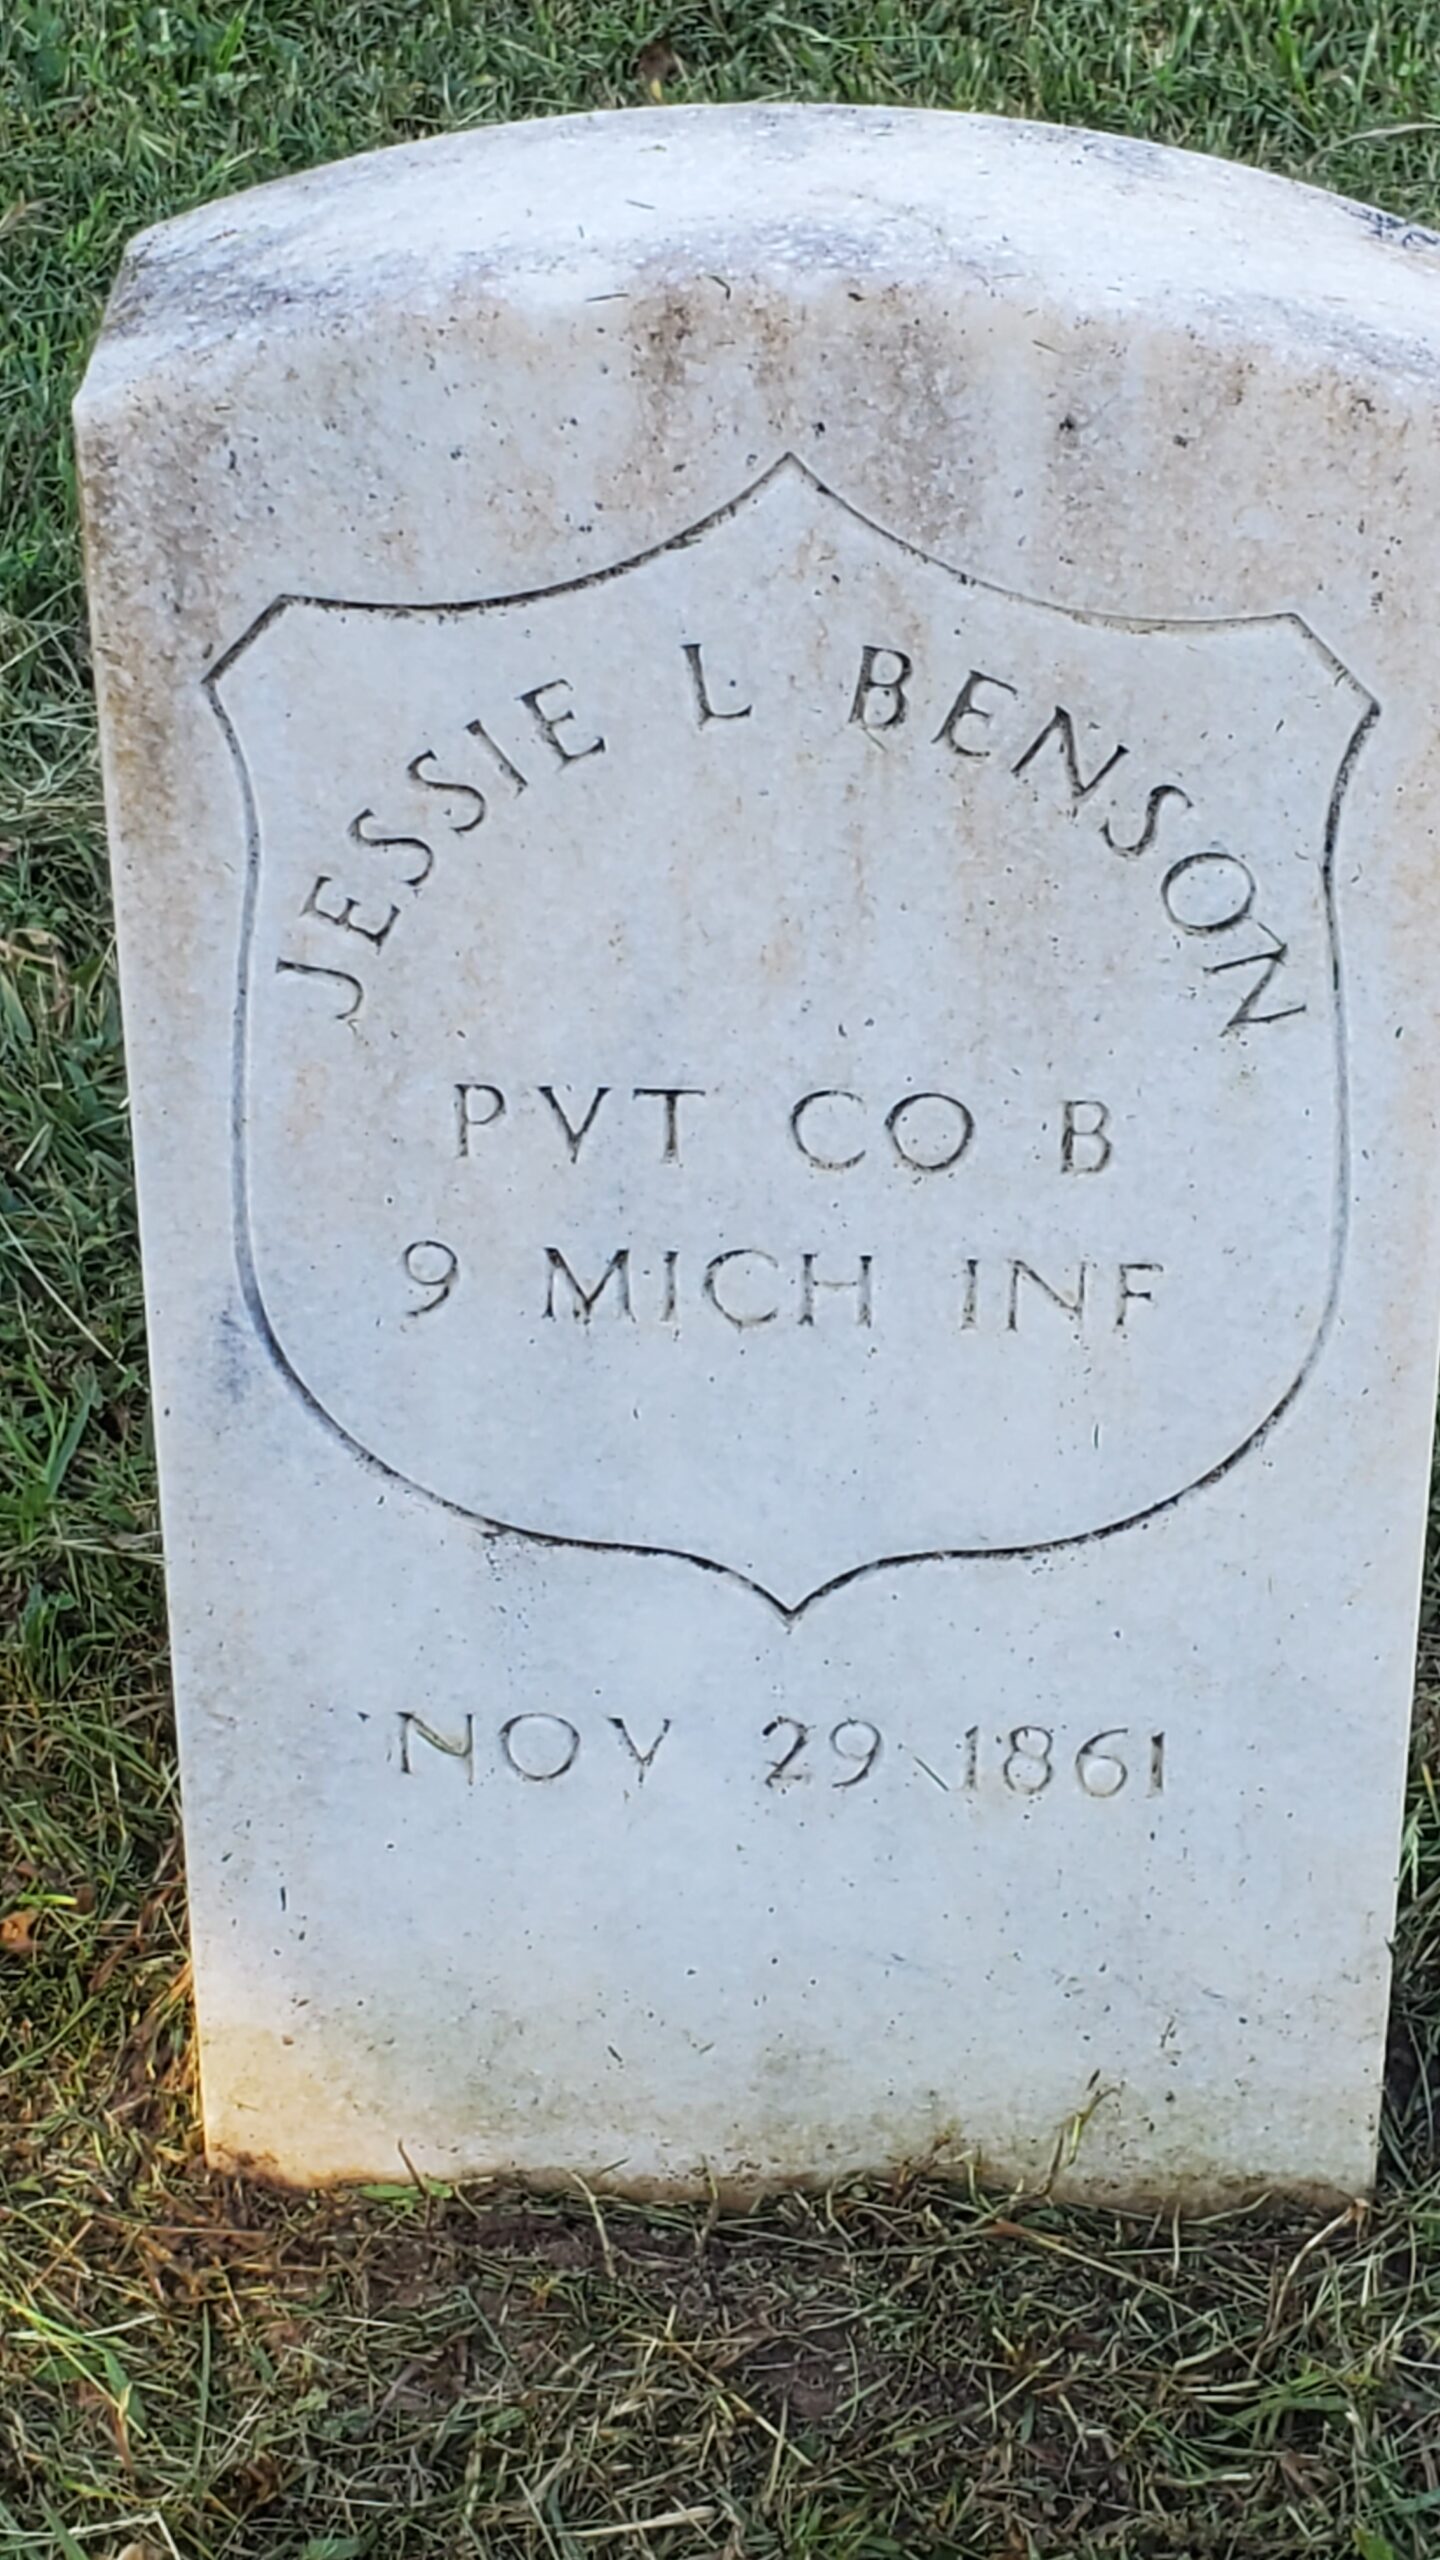 JESSIE L BENSON
PVT CO B
9 MICH INF
NOV 29 1861